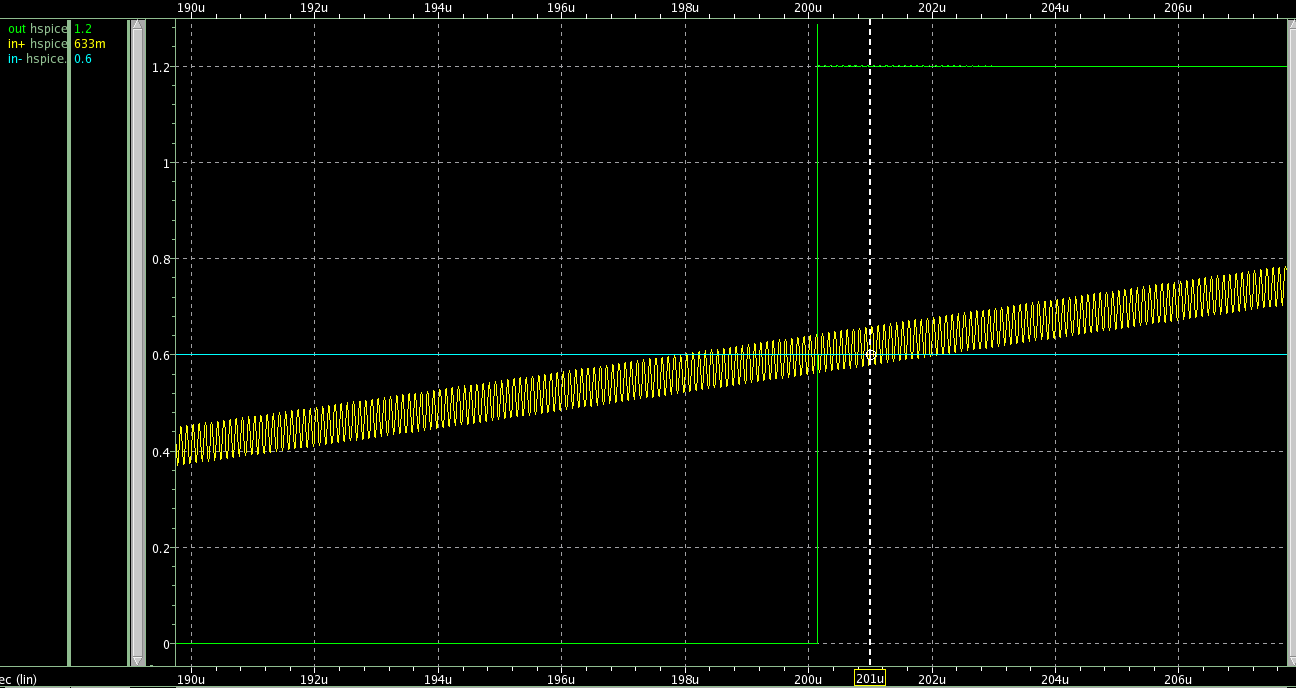 190u 192u 194u 196u 198u 200u 202u 204u 206u
out hspice 1.2
in+ hspice 633m
in- hspice. 0.6
1.2
1
0.8
0.6
0.4
0.2
0
ec (lin) 190u 192u 194u 196u 198u 200u 201u 202u 204u 206u